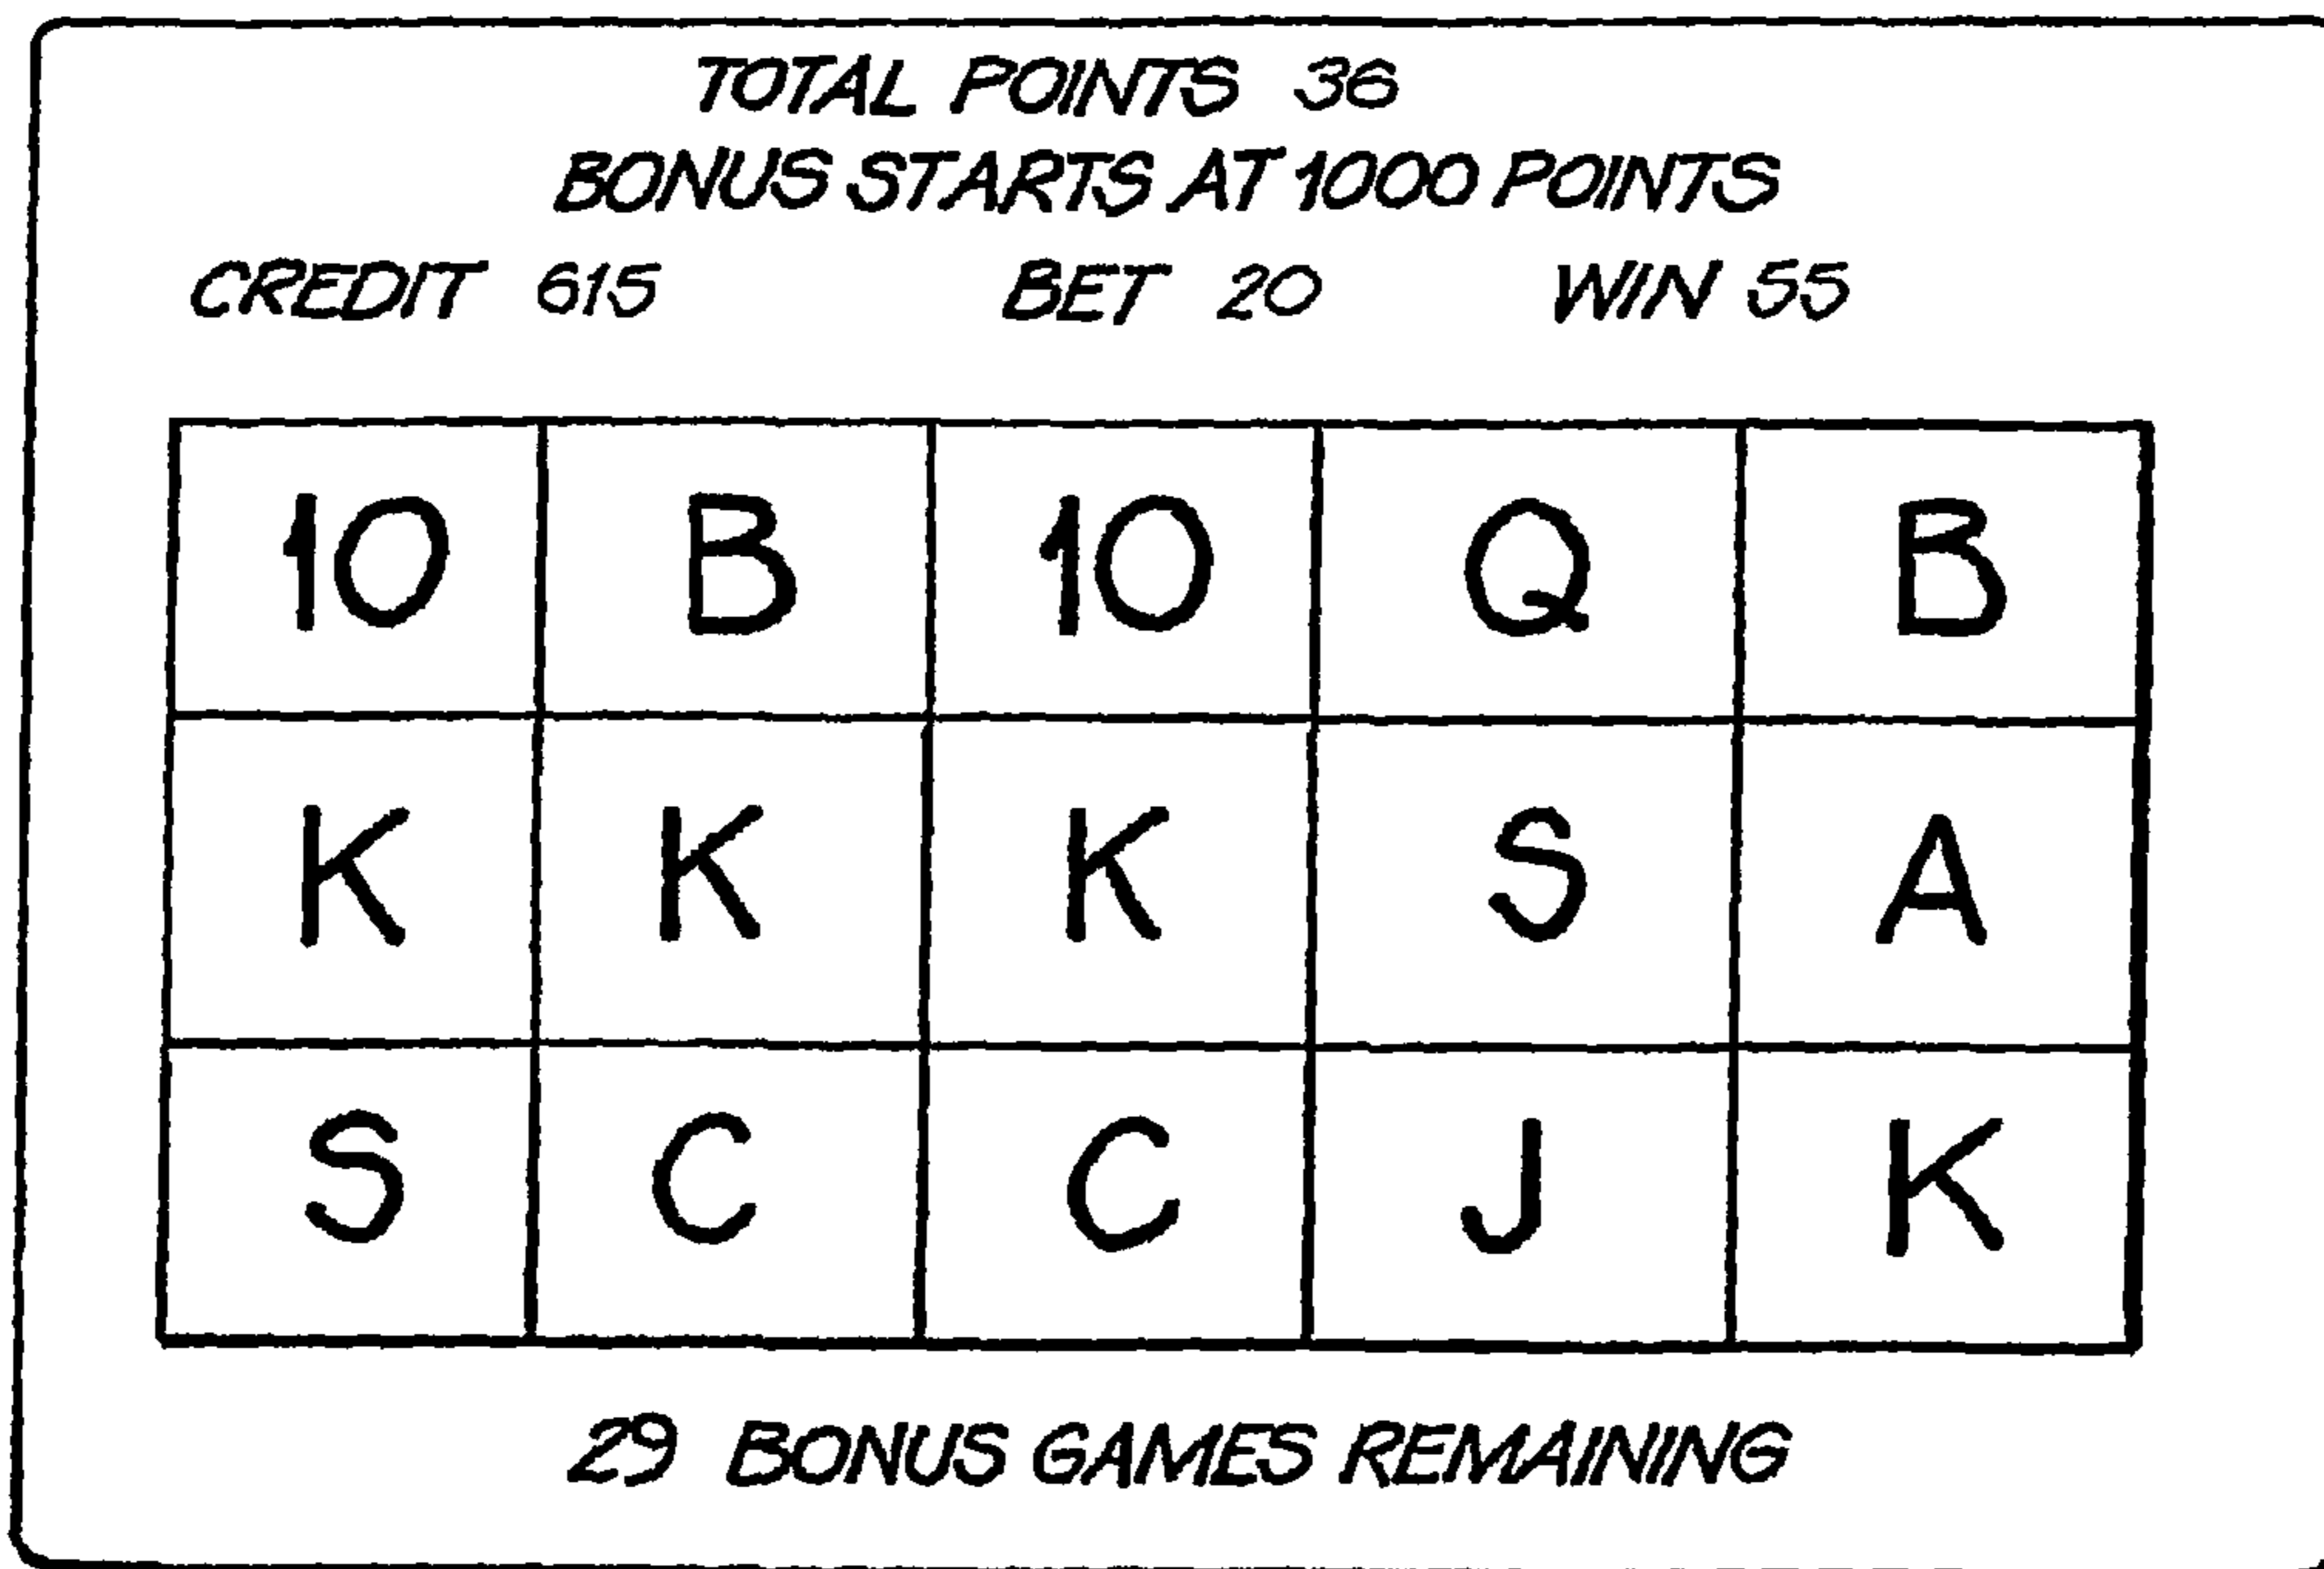 TOTAL POINTS 36
BONUS STARTS AT 1000 POINTS
CREDIT 615 BET 20 WIN 55
10 B 10 Q B
K K K S A
S C C J K
29 BONUS GAMES REMAINING